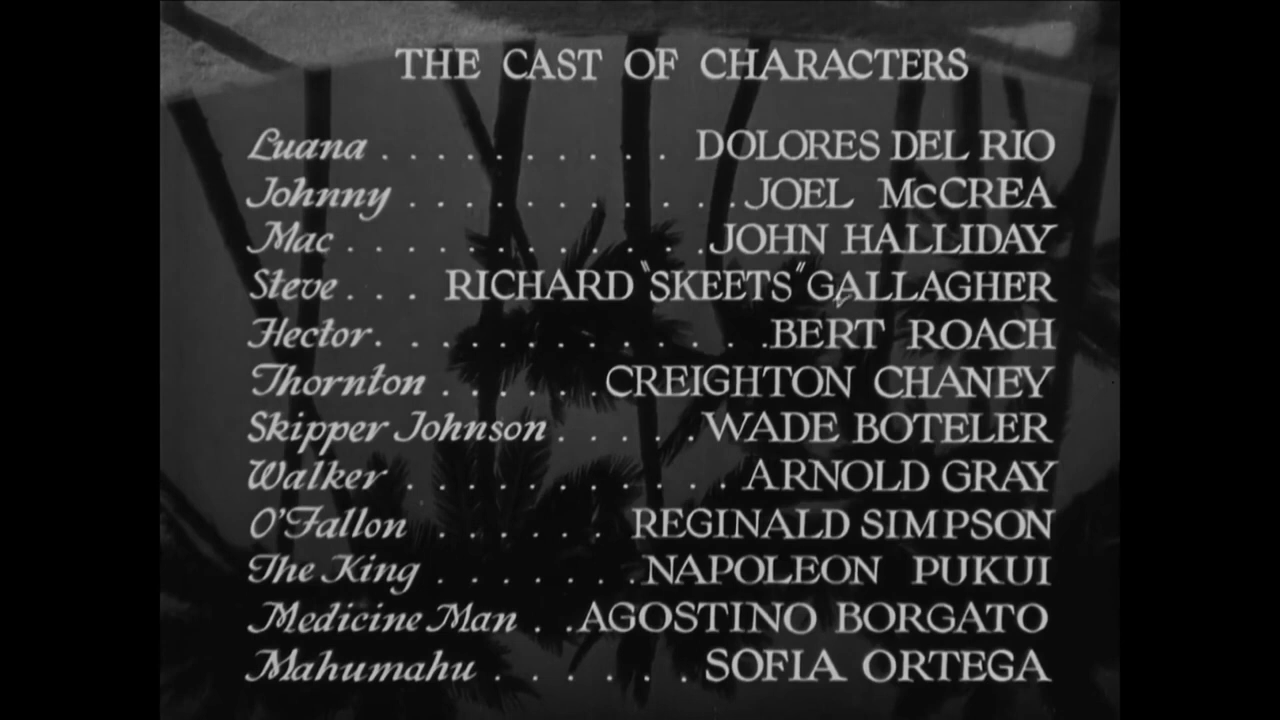 THE CAST OF CHARACTERS
Luana . . . . . . . . . . DOLORES DEL RIO
Johnny . . . . . . . . . . . . JOEL McCREA
Mac . . . . . . . . . . . . . JOHN HALLIDAY
Steve . . . RICHARD "SKEETS" GALLAGHER
Hector . . . . . . . . . . . . . BERT ROACH
Thornton . . . . . . CREIGHTON CHANEY
Skipper Johnson . . . . . WADE BOTELER
Walker . . . . . . . . . . . ARNOLD GRAY
O'Fallon . . . . . . REGINALD SIMPSON
The King . . . . . . . . NAPOLEON PUKUI
Medicine Man . . AGOSTINO BORGATO
Mahumahu . . . . . . . SOFIA ORTEGA